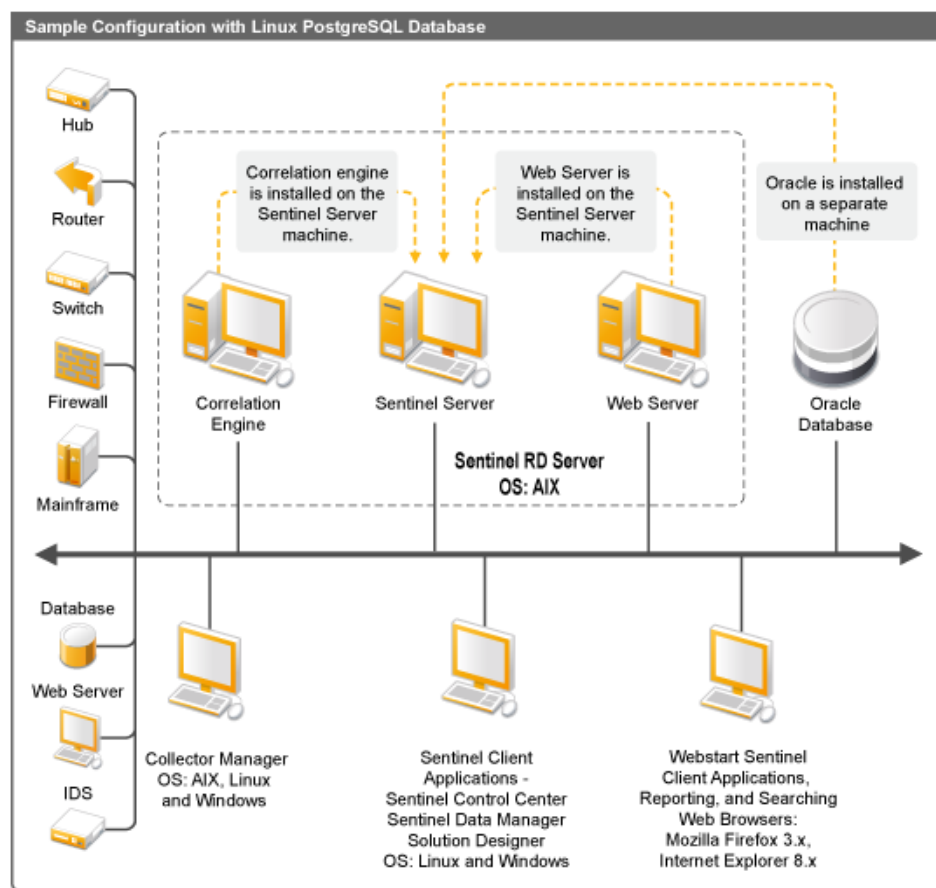 Sample Configuration with Linux PostgreSQL Database
Hub
Router
Switch
Firewall
Mainframe
Correlation engine
is installed on the
Sentinel Server
machine.
Web Server is
installed on the
Sentinel Server
machine.
Oracle is installed
on a separate
machine
Correlation
Engine
Sentinel Server
Web Server
Oracle
Database
Sentinel RD Server
OS: AIX
Database
Web Server
IDS
Collector Manager
OS: AIX, Linux
and Windows
Sentinel Client
Applications -
Sentinel Control Center
Sentinel Data Manager
Solution Designer
OS: Linux and Windows
Webstart Sentinel
Client Applications,
Reporting, and Searching
Web Browsers:
Mozilla Firefox 3.x,
Internet Explorer 8.x